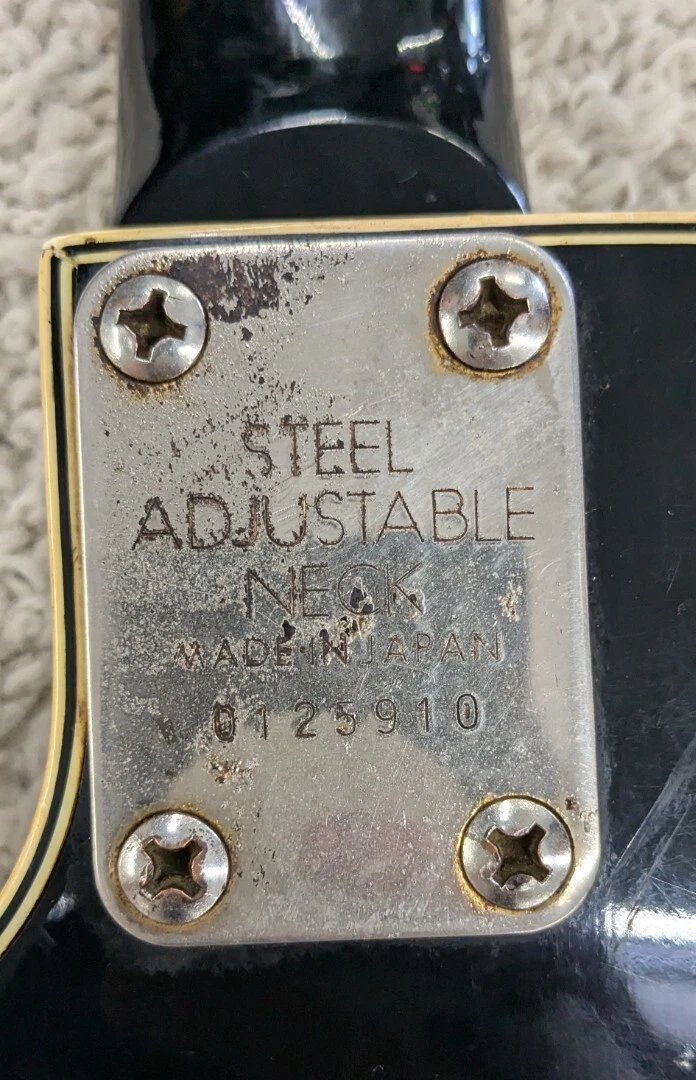 STEEL
ADJUSTABLE
NECK
MADE IN JAPAN
0125910